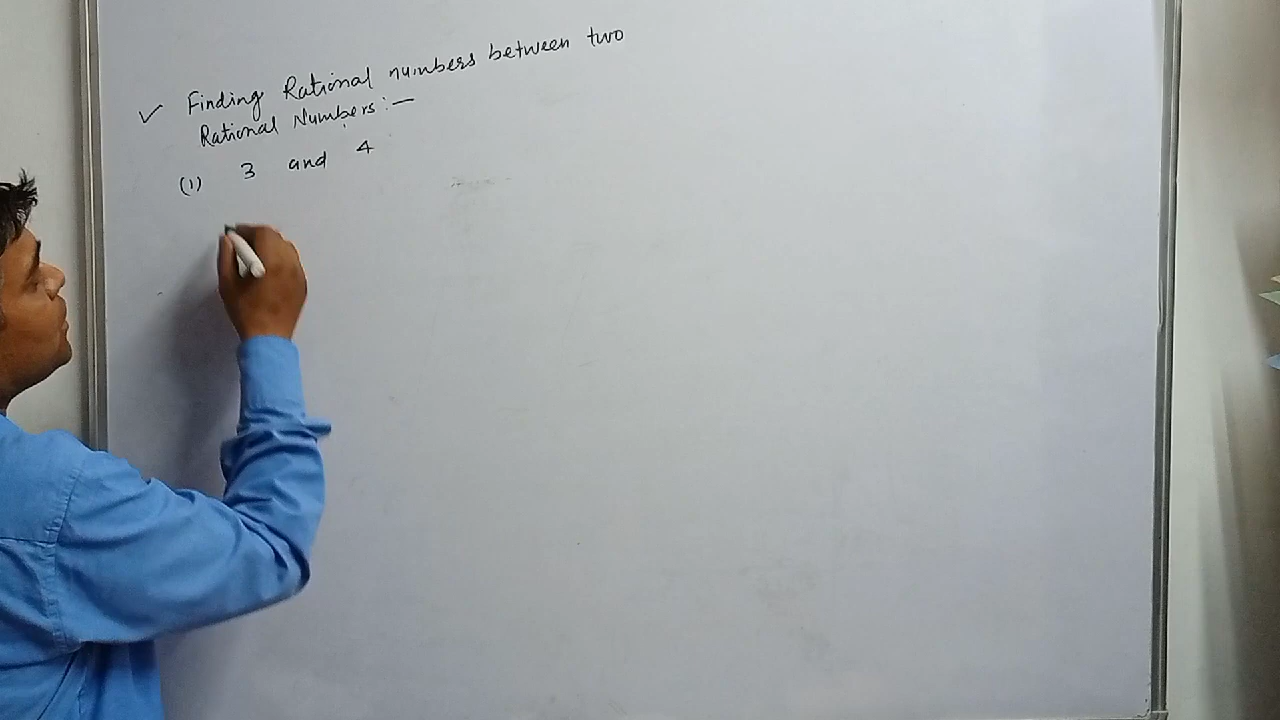 ✓ Finding Rational numbers between two
Rational Numbers:—
(1) 3 and 4